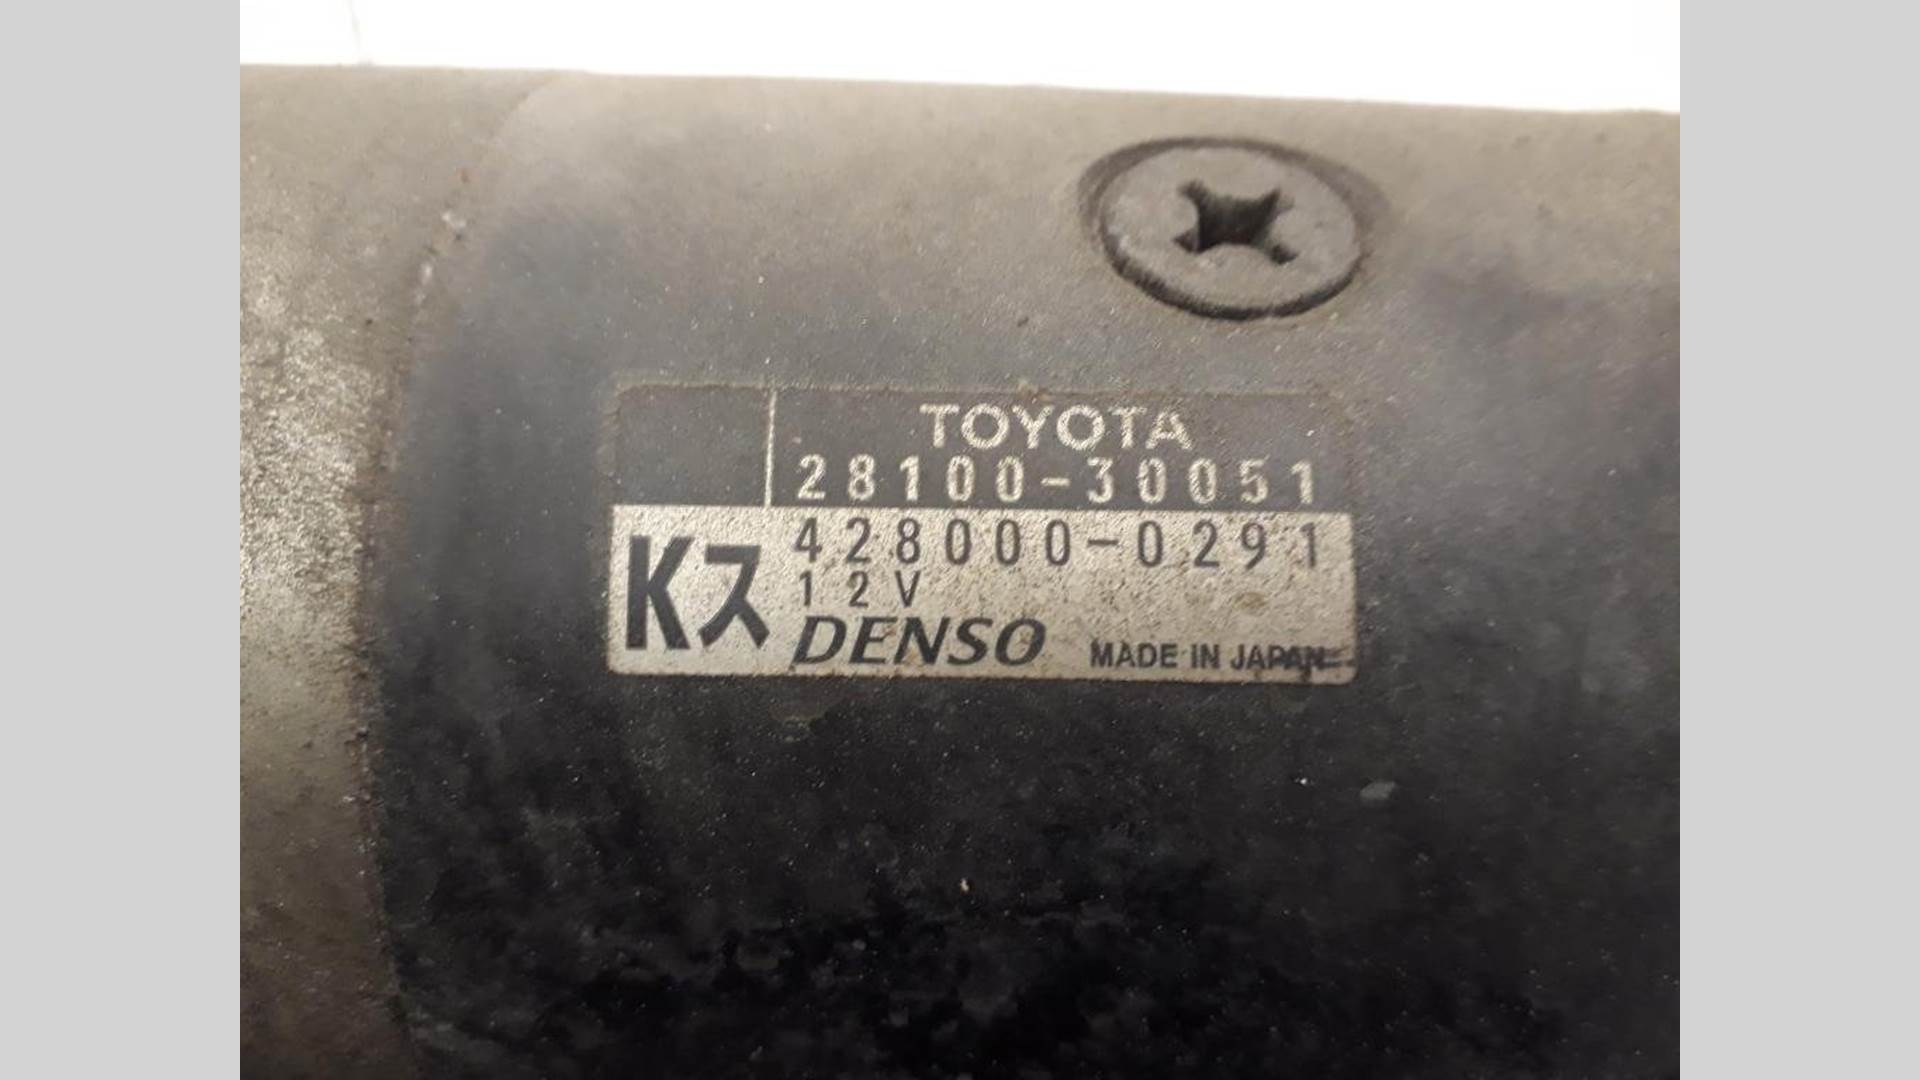 TOYOTA
28100-30051
428000-0291
Kス
12V
DENSO MADE IN JAPAN